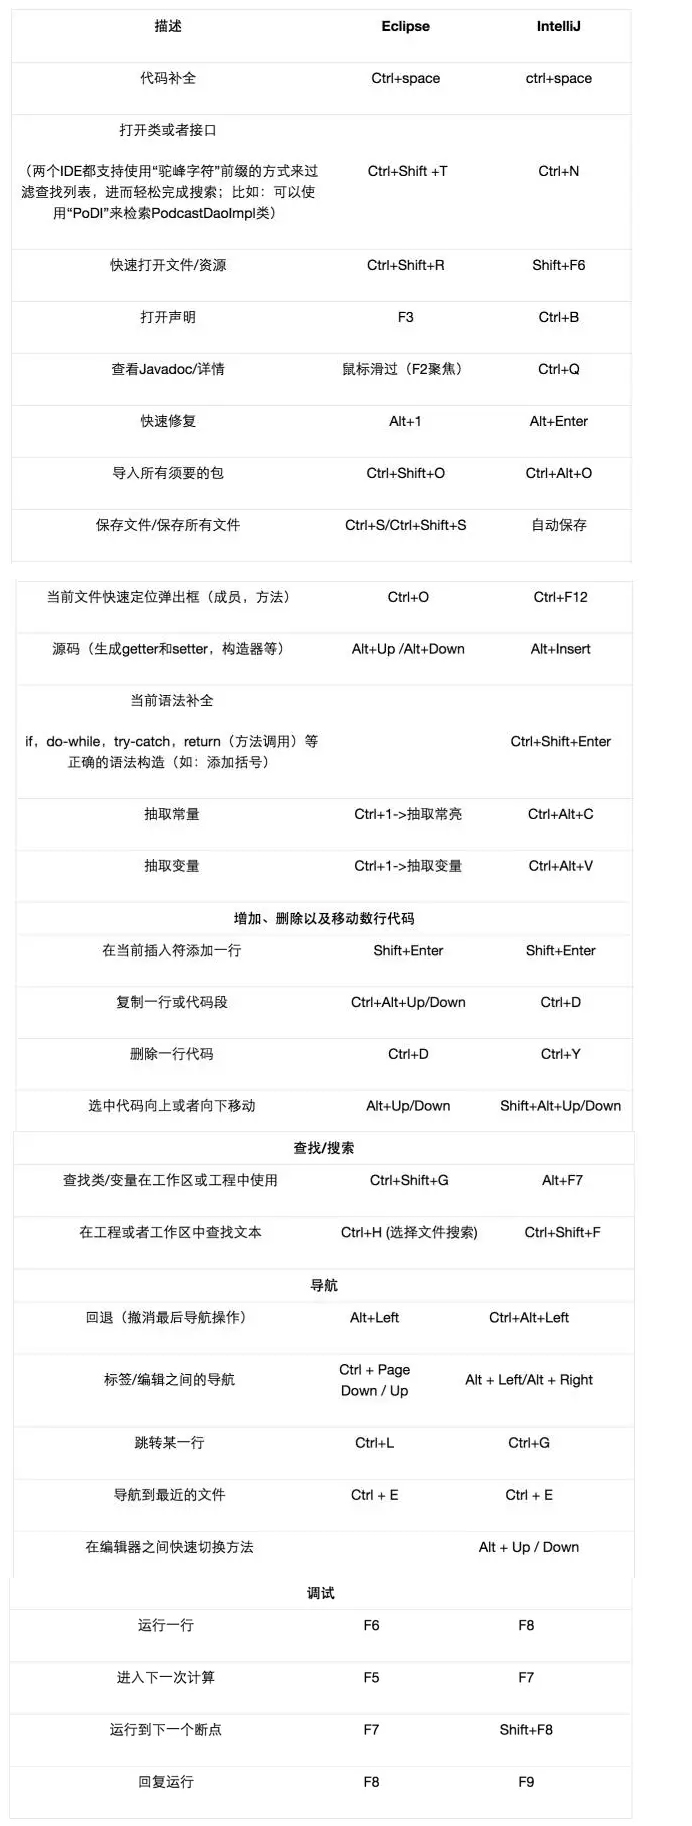 描述 Eclipse IntelliJ
代码补全 Ctrl+space ctrl+space
打开类或者接口
（两个IDE都支持使用“驼峰字符”前缀的方式来过 Ctrl+Shift +T Ctrl+N
滤查找列表，进而轻松完成搜索；比如：可以使
用“PoDI”来检索PodcastDaoImpl类）
快速打开文件/资源 Ctrl+Shift+R Shift+F6
打开声明 F3 Ctrl+B
查看Javadoc/详情 鼠标滑过（F2聚焦） Ctrl+Q
快速修复 Alt+1 Alt+Enter
导入所有须要的包 Ctrl+Shift+O Ctrl+Alt+O
保存文件/保存所有文件 Ctrl+S/Ctrl+Shift+S 自动保存
当前文件快速定位弹出框（成员，方法） Ctrl+O Ctrl+F12
源码（生成getter和setter，构造器等） Alt+Up /Alt+Down Alt+Insert
当前语法补全
if，do-while，try-catch，return（方法调用）等 Ctrl+Shift+Enter
正确的语法构造（如：添加括号）
抽取常量 Ctrl+1->抽取常亮 Ctrl+Alt+C
抽取变量 Ctrl+1->抽取变量 Ctrl+Alt+V
增加、删除以及移动数行代码
在当前插入符添加一行 Shift+Enter Shift+Enter
复制一行或代码段 Ctrl+Alt+Up/Down Ctrl+D
删除一行代码 Ctrl+D Ctrl+Y
选中代码向上或者向下移动 Alt+Up/Down Shift+Alt+Up/Down
查找/搜索
查找类/变量在工作区或工程中使用 Ctrl+Shift+G Alt+F7
在工程或者工作区中查找文本 Ctrl+H (选择文件搜索) Ctrl+Shift+F
导航
回退（撤消最后导航操作） Alt+Left Ctrl+Alt+Left
标签/编辑之间的导航 Ctrl + Page Alt + Left/Alt + Right
Down / Up
跳转某一行 Ctrl+L Ctrl+G
导航到最近的文件 Ctrl + E Ctrl + E
在编辑器之间快速切换方法 Alt + Up / Down
调试
运行一行 F6 F8
进入下一次计算 F5 F7
运行到下一个断点 F7 Shift+F8
回复运行 F8 F9